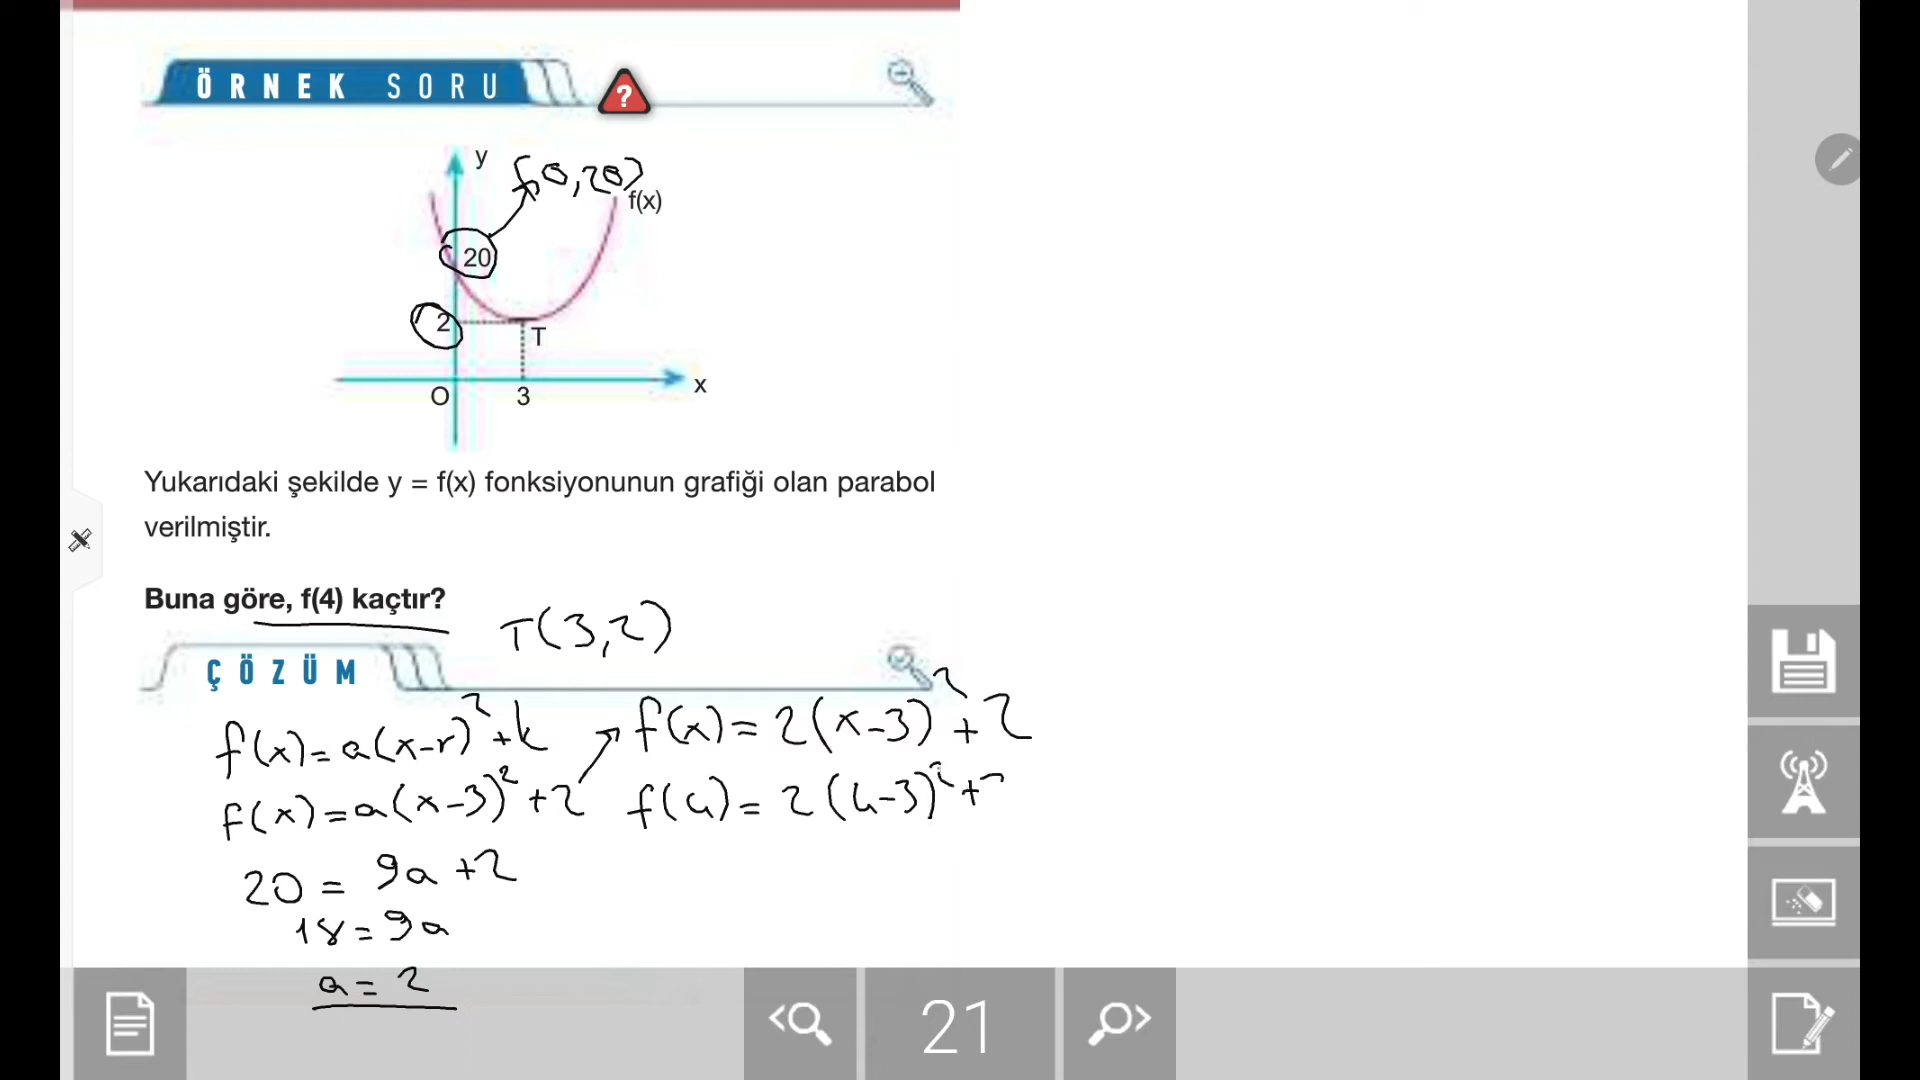 ÖRNEK SORU ?
y
f(0,20)
f(x)
20
2
T
O
3
x
Yukarıdaki şekilde y = f(x) fonksiyonunun grafiği olan parabol
verilmiştir.
Buna göre, f(4) kaçtır?
T(3,2)
ÇÖZÜM
f(x)=a(x-r)²+k
f(x)=a(x-3)²+2
20 = 9a+2
18=9a
a=2
f(x)=2(x-3)²+2
f(4)=2(4-3)²+2
<Q 21 Q>